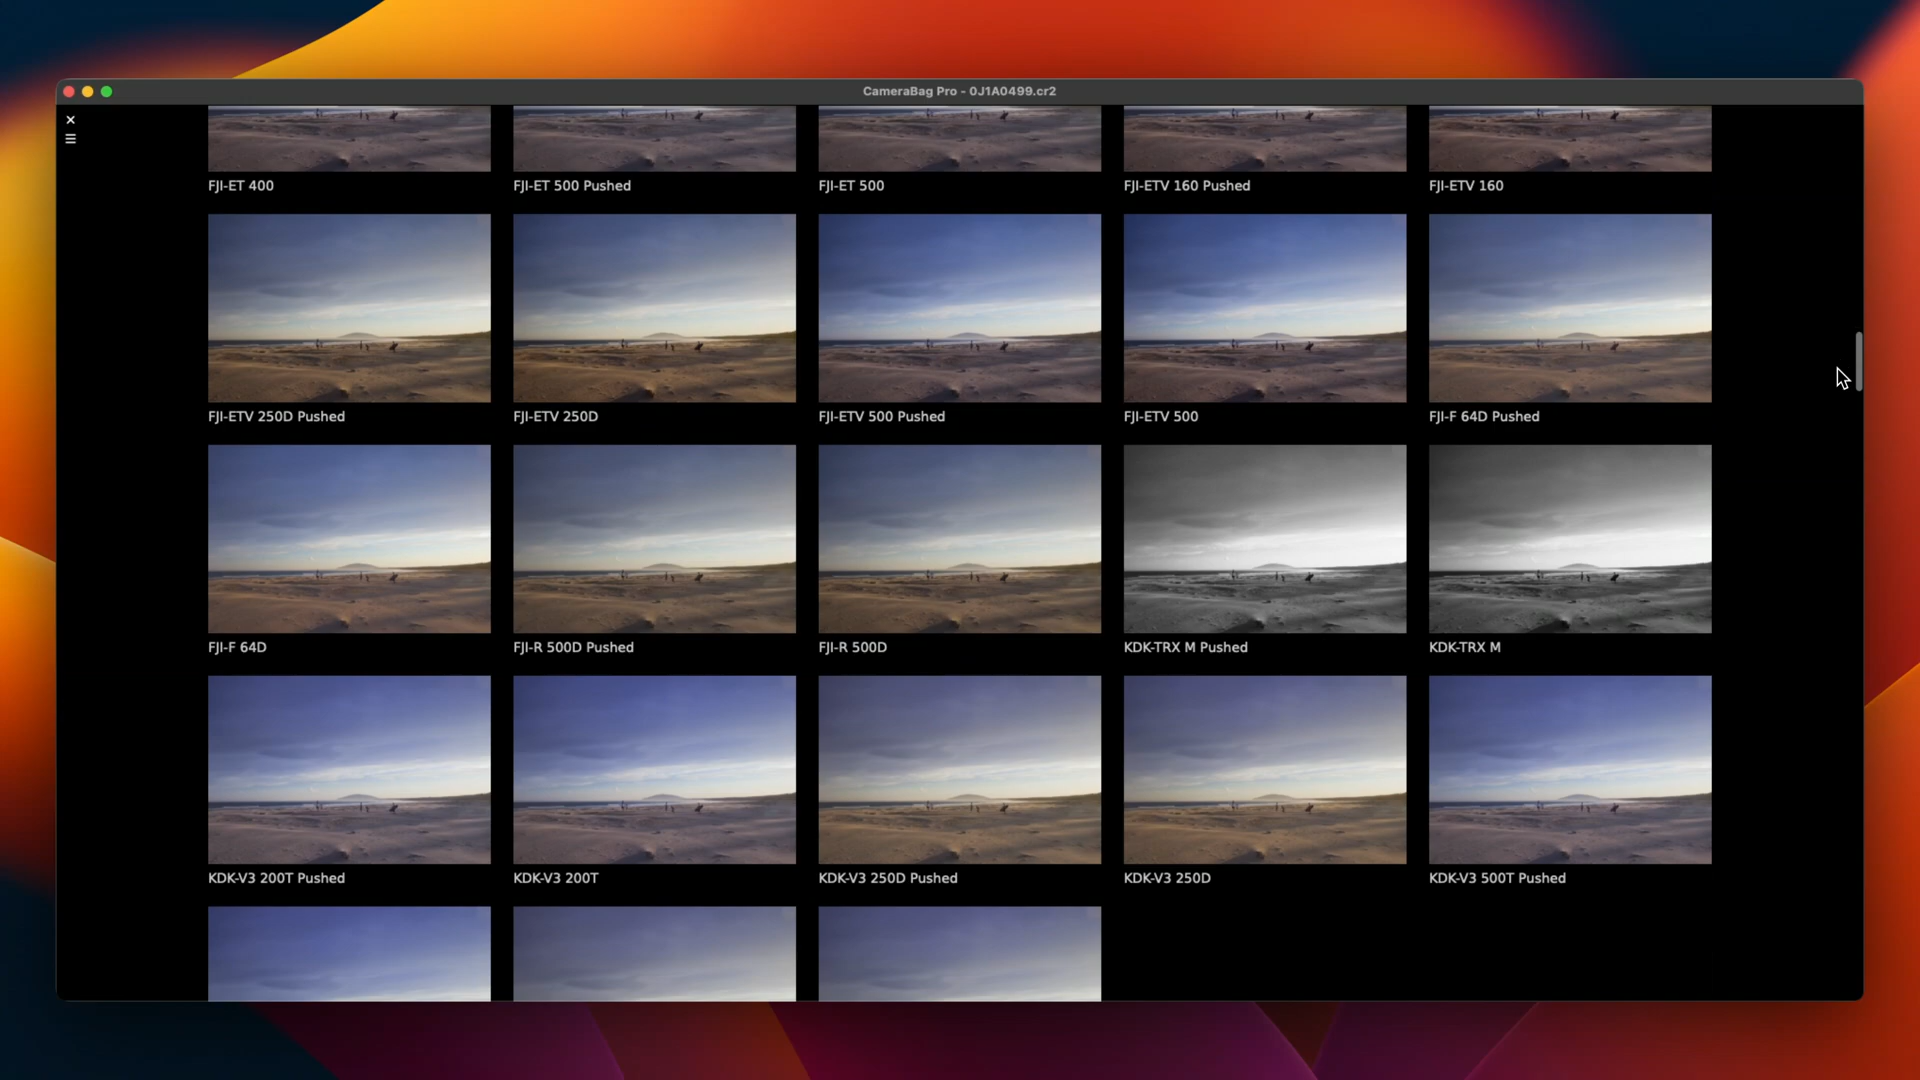 CameraBag Pro - 0J1A0499.cr2
FJI-ET 400
FJI-ET 500 Pushed
FJI-ET 500
FJI-ETV 160 Pushed
FJI-ETV 160
FJI-ETV 250D Pushed
FJI-ETV 250D
FJI-ETV 500 Pushed
FJI-ETV 500
FJI-F 64D Pushed
FJI-F 64D
FJI-R 500D Pushed
FJI-R 500D
KDK-TRX M Pushed
KDK-TRX M
KDK-V3 200T Pushed
KDK-V3 200T
KDK-V3 250D Pushed
KDK-V3 250D
KDK-V3 500T Pushed